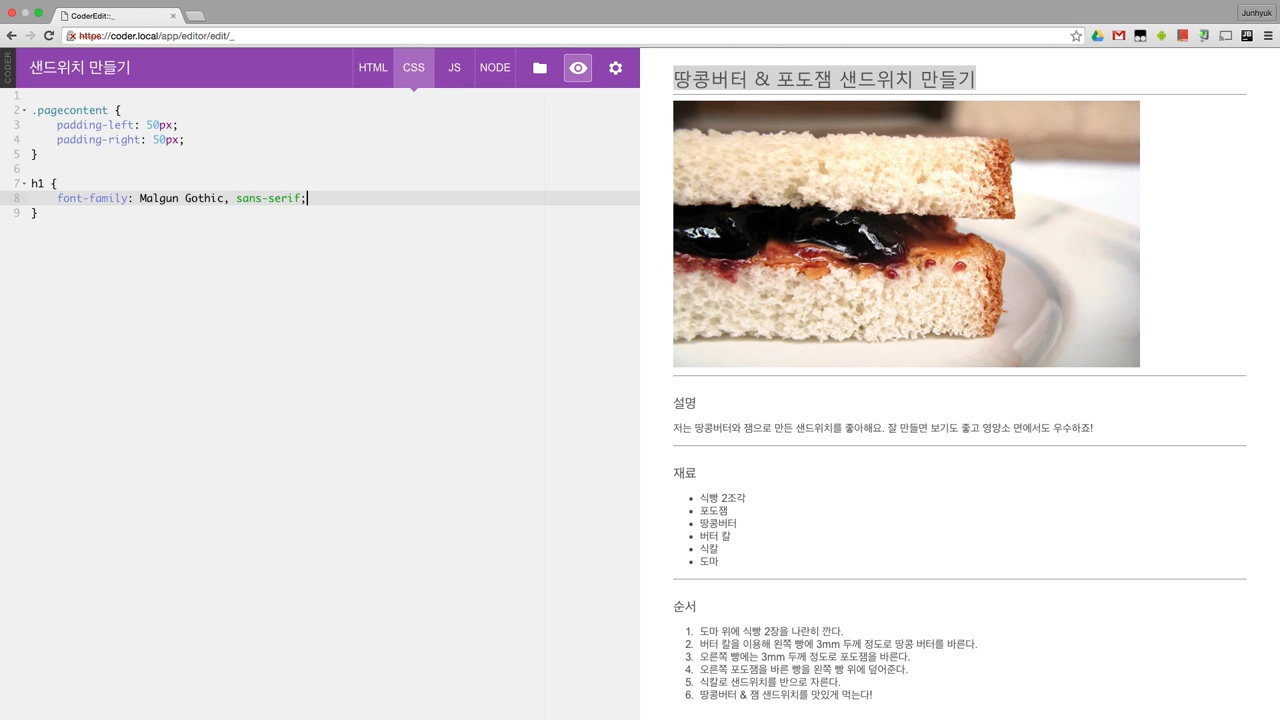 CoderEdit::_
Junhyuk
https://coder.local/app/editor/edit/_
CODER
샌드위치 만들기
HTML CSS JS NODE
1
2 .pagecontent {
3 padding-left: 50px;
4 padding-right: 50px;
5 }
6
7 h1 {
8 font-family: Malgun Gothic, sans-serif;
9 }
땅콩버터 & 포도잼 샌드위치 만들기
설명
저는 땅콩버터와 잼으로 만든 샌드위치를 좋아해요. 잘 만들면 보기도 좋고 영양소 면에서도 우수하죠!
재료
• 식빵 2조각
• 포도잼
• 땅콩버터
• 버터 칼
• 식칼
• 도마
순서
1. 도마 위에 식빵 2장을 나란히 깐다.
2. 버터 칼을 이용해 왼쪽 빵에 3mm 두께 정도로 땅콩 버터를 바른다.
3. 오른쪽 빵에는 3mm 두께 정도로 포도잼을 바른다.
4. 오른쪽 포도잼을 바른 빵을 왼쪽 빵 위에 덮어준다.
5. 식칼로 샌드위치를 반으로 자른다.
6. 땅콩버터 & 잼 샌드위치를 맛있게 먹는다!